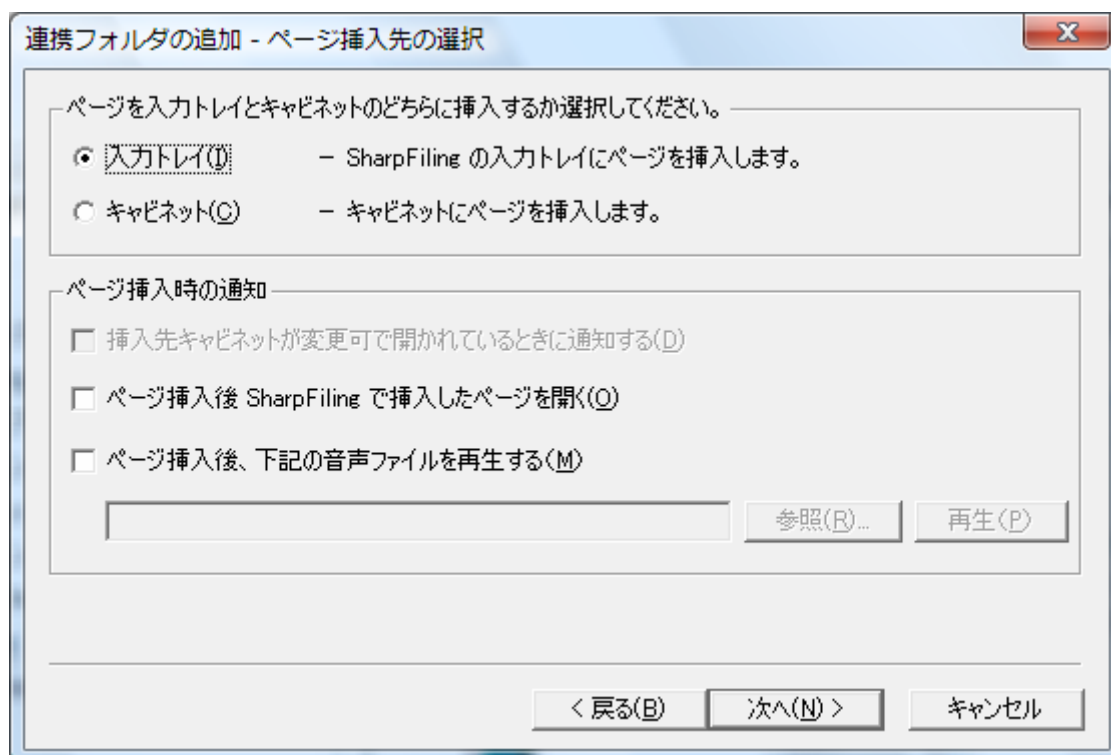 連携フォルダの追加 - ページ挿入先の選択
ページを入力トレイとキャビネットのどちらに挿入するか選択してください。
入力トレイ(I) － SharpFiling の入力トレイにページを挿入します。
キャビネット(C) － キャビネットにページを挿入します。
ページ挿入時の通知
挿入先キャビネットが変更可で開かれているときに通知する(D)
ページ挿入後 SharpFiling で挿入したページを開く(O)
ページ挿入後、下記の音声ファイルを再生する(M)
参照(R)... 再生(P)
< 戻る(B) 次へ(N) > キャンセル